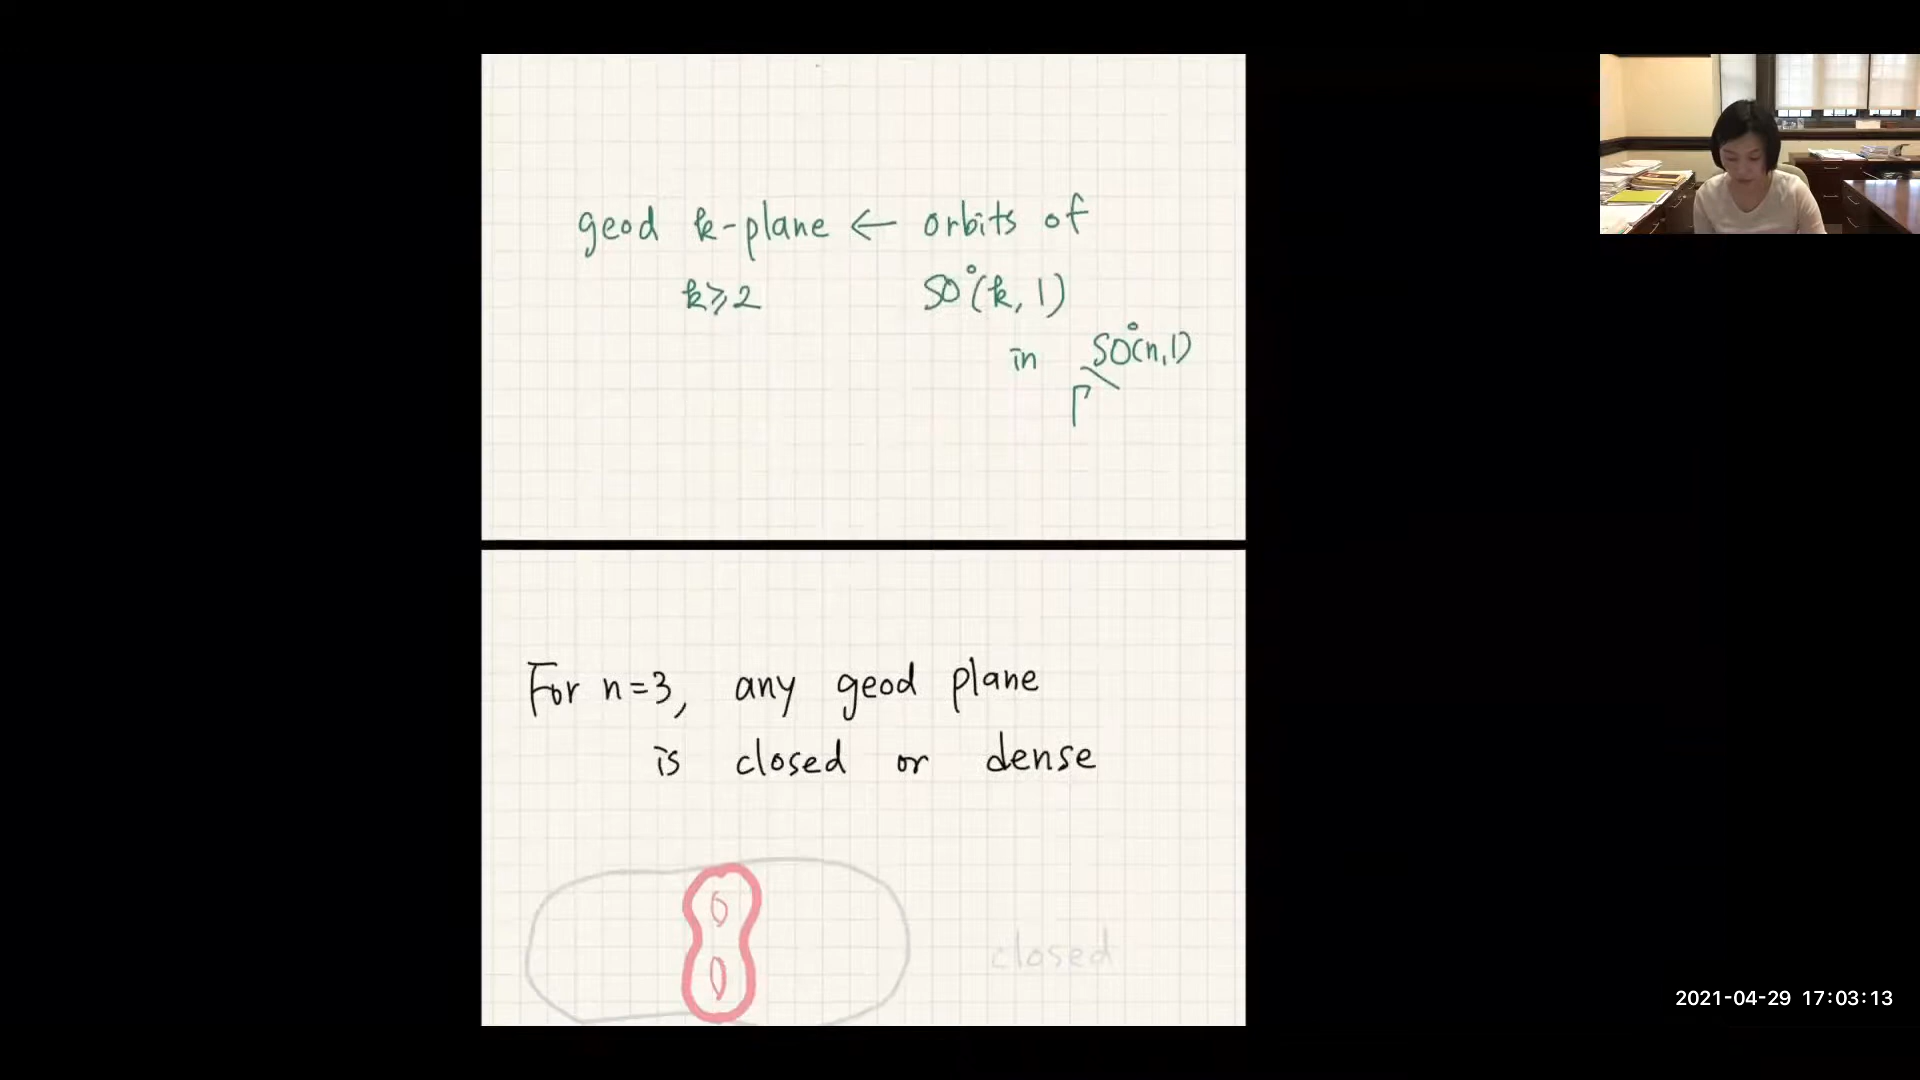 geod k-plane ← orbits of
k⩾2 SO°(k, 1)
in Γ\SO°(n,1)
For n=3, any geod plane
is closed or dense
closed
2021-04-29 17:03:13